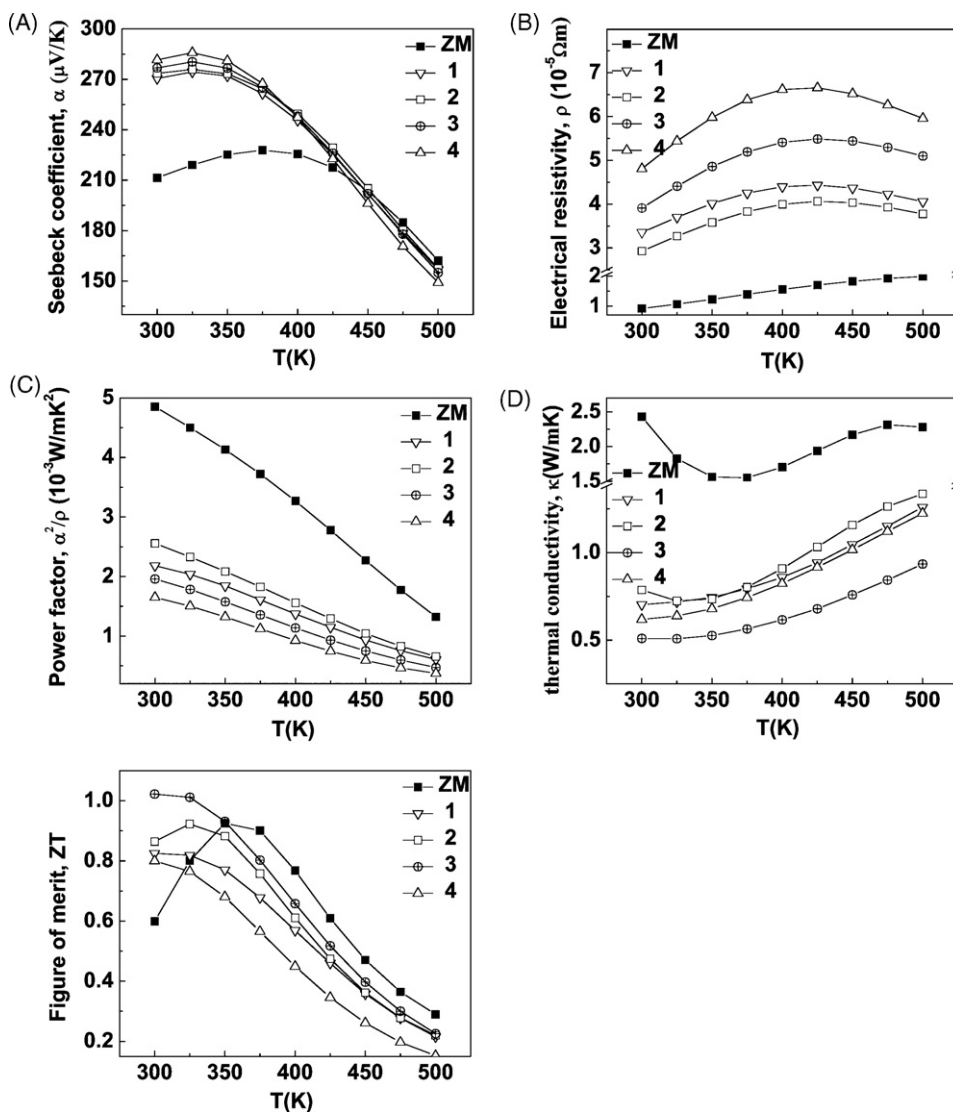 (A)
Seebeck coefficient, α (μV/K)
300
270
240
210
180
150
300 350 400 450 500
T(K)
ZM
1
2
3
4
(B)
Electrical resistivity, ρ (10⁻⁵Ωm)
7
6
5
4
3
2
1
300 350 400 450 500
T(K)
ZM
1
2
3
4
(C)
Power factor, α²/ρ (10⁻³W/mK²)
5
4
3
2
1
300 350 400 450 500
T(K)
ZM
1
2
3
4
(D)
thermal conductivity, κ(W/mK)
2.5
2.0
1.5
1.0
0.5
300 350 400 450 500
T(K)
ZM
1
2
3
4
Figure of merit, ZT
1.0
0.8
0.6
0.4
0.2
300 350 400 450 500
T(K)
ZM
1
2
3
4